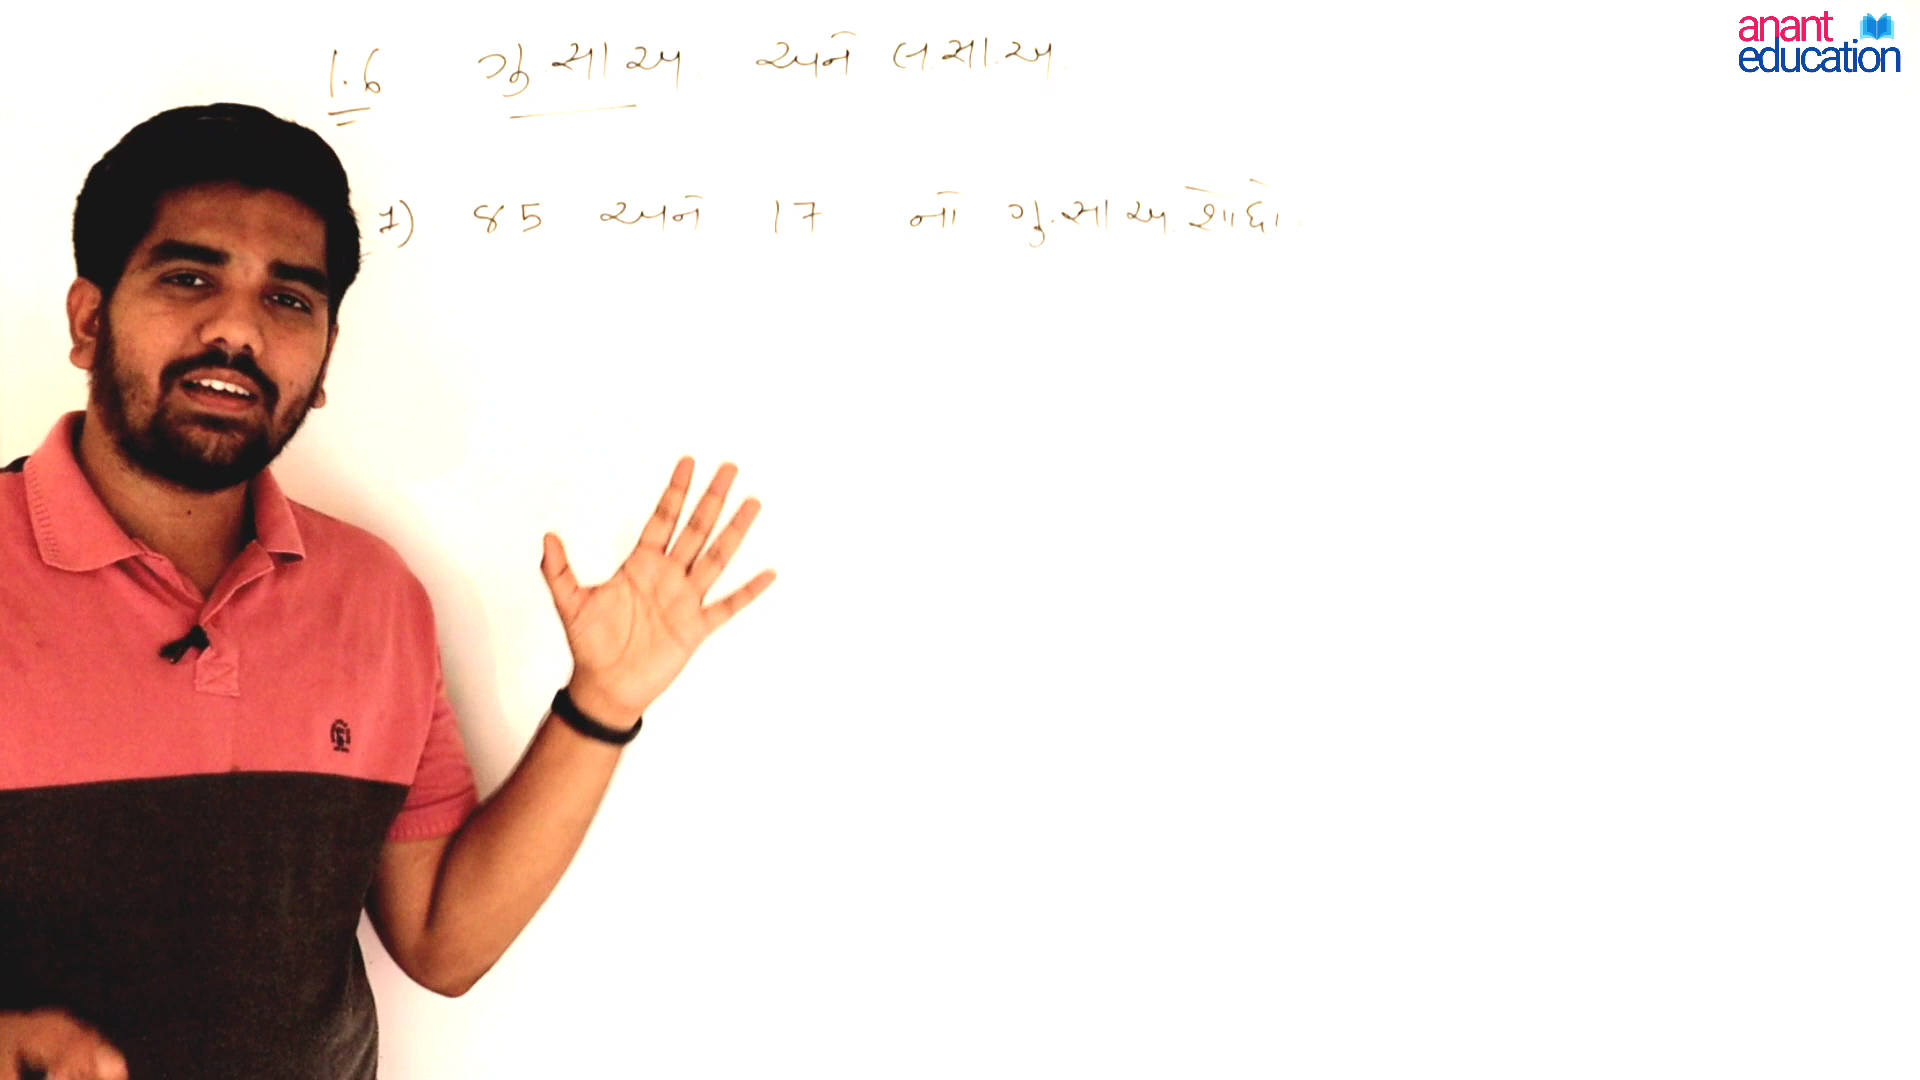 anant
education
1.6 ગુ સા અ અને લ.સા.અ
1) 85 અને 17 નો ગુ.સા.અ. શોધો.